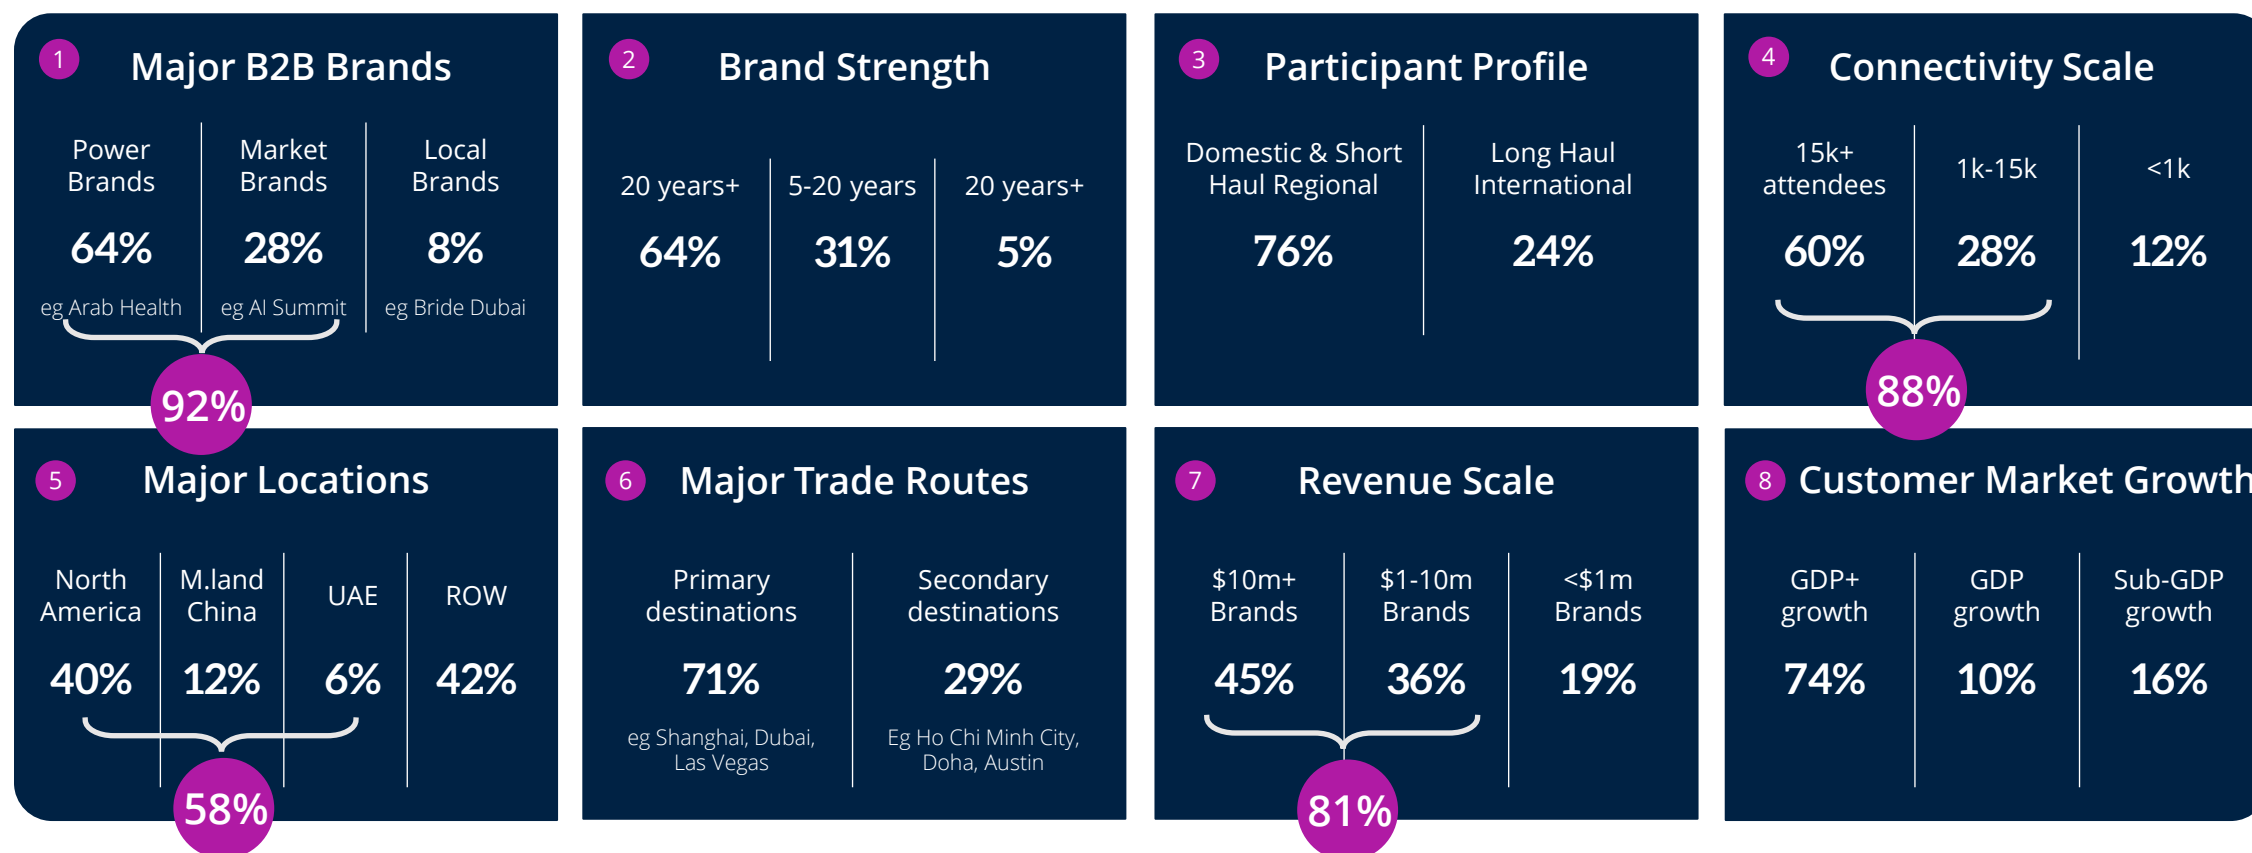 1
Major B2B Brands
Power
Brands
64%
eg Arab Health
Market
Brands
28%
eg AI Summit
Local
Brands
8%
eg Bride Dubai
92%
2
Brand Strength
20 years+
64%
5-20 years
31%
20 years+
5%
3
Participant Profile
Domestic & Short
Haul Regional
76%
Long Haul
International
24%
4
Connectivity Scale
15k+
attendees
60%
1k-15k
28%
<1k
12%
88%
5
Major Locations
North
America
40%
M.land
China
12%
UAE
6%
ROW
42%
58%
6
Major Trade Routes
Primary
destinations
71%
eg Shanghai, Dubai,
Las Vegas
Secondary
destinations
29%
Eg Ho Chi Minh City,
Doha, Austin
7
Revenue Scale
$10m+
Brands
45%
$1-10m
Brands
36%
<$1m
Brands
19%
81%
8
Customer Market Growth
GDP+
growth
74%
GDP
growth
10%
Sub-GDP
growth
16%